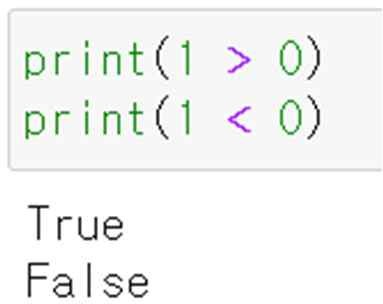 print(1 > 0)
print(1 < 0)
True
False